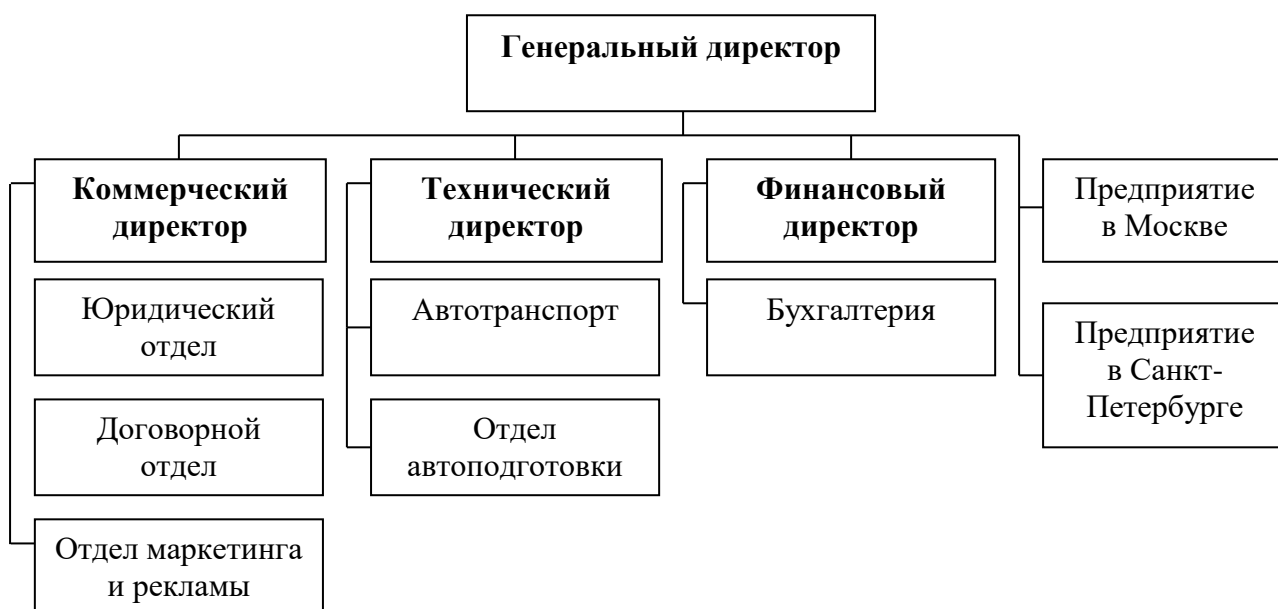 Генеральный директор
Коммерческий
директор
Технический
директор
Финансовый
директор
Предприятие
в Москве
Юридический
отдел
Автотранспорт
Бухгалтерия
Предприятие
в Санкт-
Петербурге
Договорной
отдел
Отдел
автоподготовки
Отдел маркетинга
и рекламы